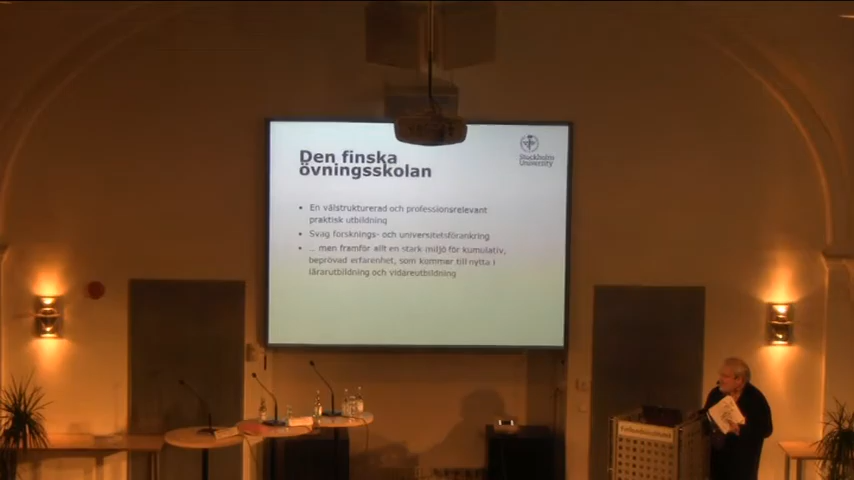 Den finska
övningsskolan
Stockholm
University
• En välstrukturerad och professionsrelevant
praktisk utbildning
• Svag forsknings- och universitetsförankring
• … men framför allt en stark miljö för kumulativ,
beprövad erfarenhet, som kommer till nytta i
lärarutbildning och vidareutbildning